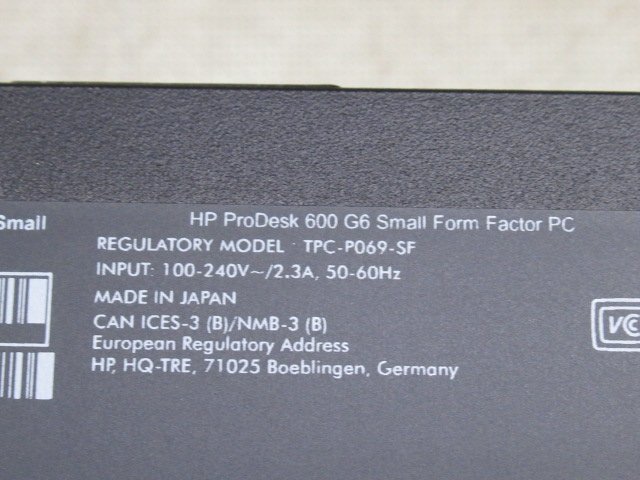 Small
HP ProDesk 600 G6 Small Form Factor PC
REGULATORY MODEL : TPC-P069-SF
INPUT: 100-240V~/2.3A, 50-60Hz
MADE IN JAPAN
CAN ICES-3 (B)/NMB-3 (B)
European Regulatory Address
HP, HQ-TRE, 71025 Boeblingen, Germany
VC